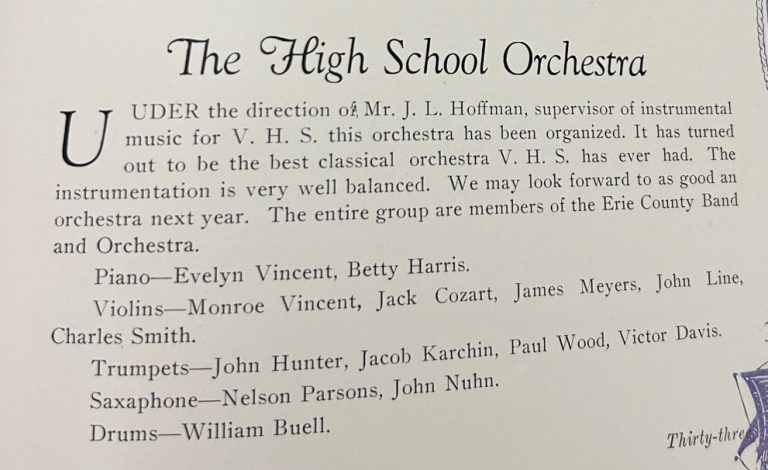 The High School Orchestra
U UDER the direction of Mr. J. L. Hoffman, supervisor of instrumental
music for V. H. S. this orchestra has been organized. It has turned
out to be the best classical orchestra V. H. S. has ever had. The
instrumentation is very well balanced. We may look forward to as good an
orchestra next year. The entire group are members of the Erie County Band
and Orchestra.
Piano—Evelyn Vincent, Betty Harris.
Violins—Monroe Vincent, Jack Cozart, James Meyers, John Line,
Charles Smith.
Trumpets—John Hunter, Jacob Karchin, Paul Wood, Victor Davis.
Saxaphone—Nelson Parsons, John Nuhn.
Drums—William Buell.
Thirty-three